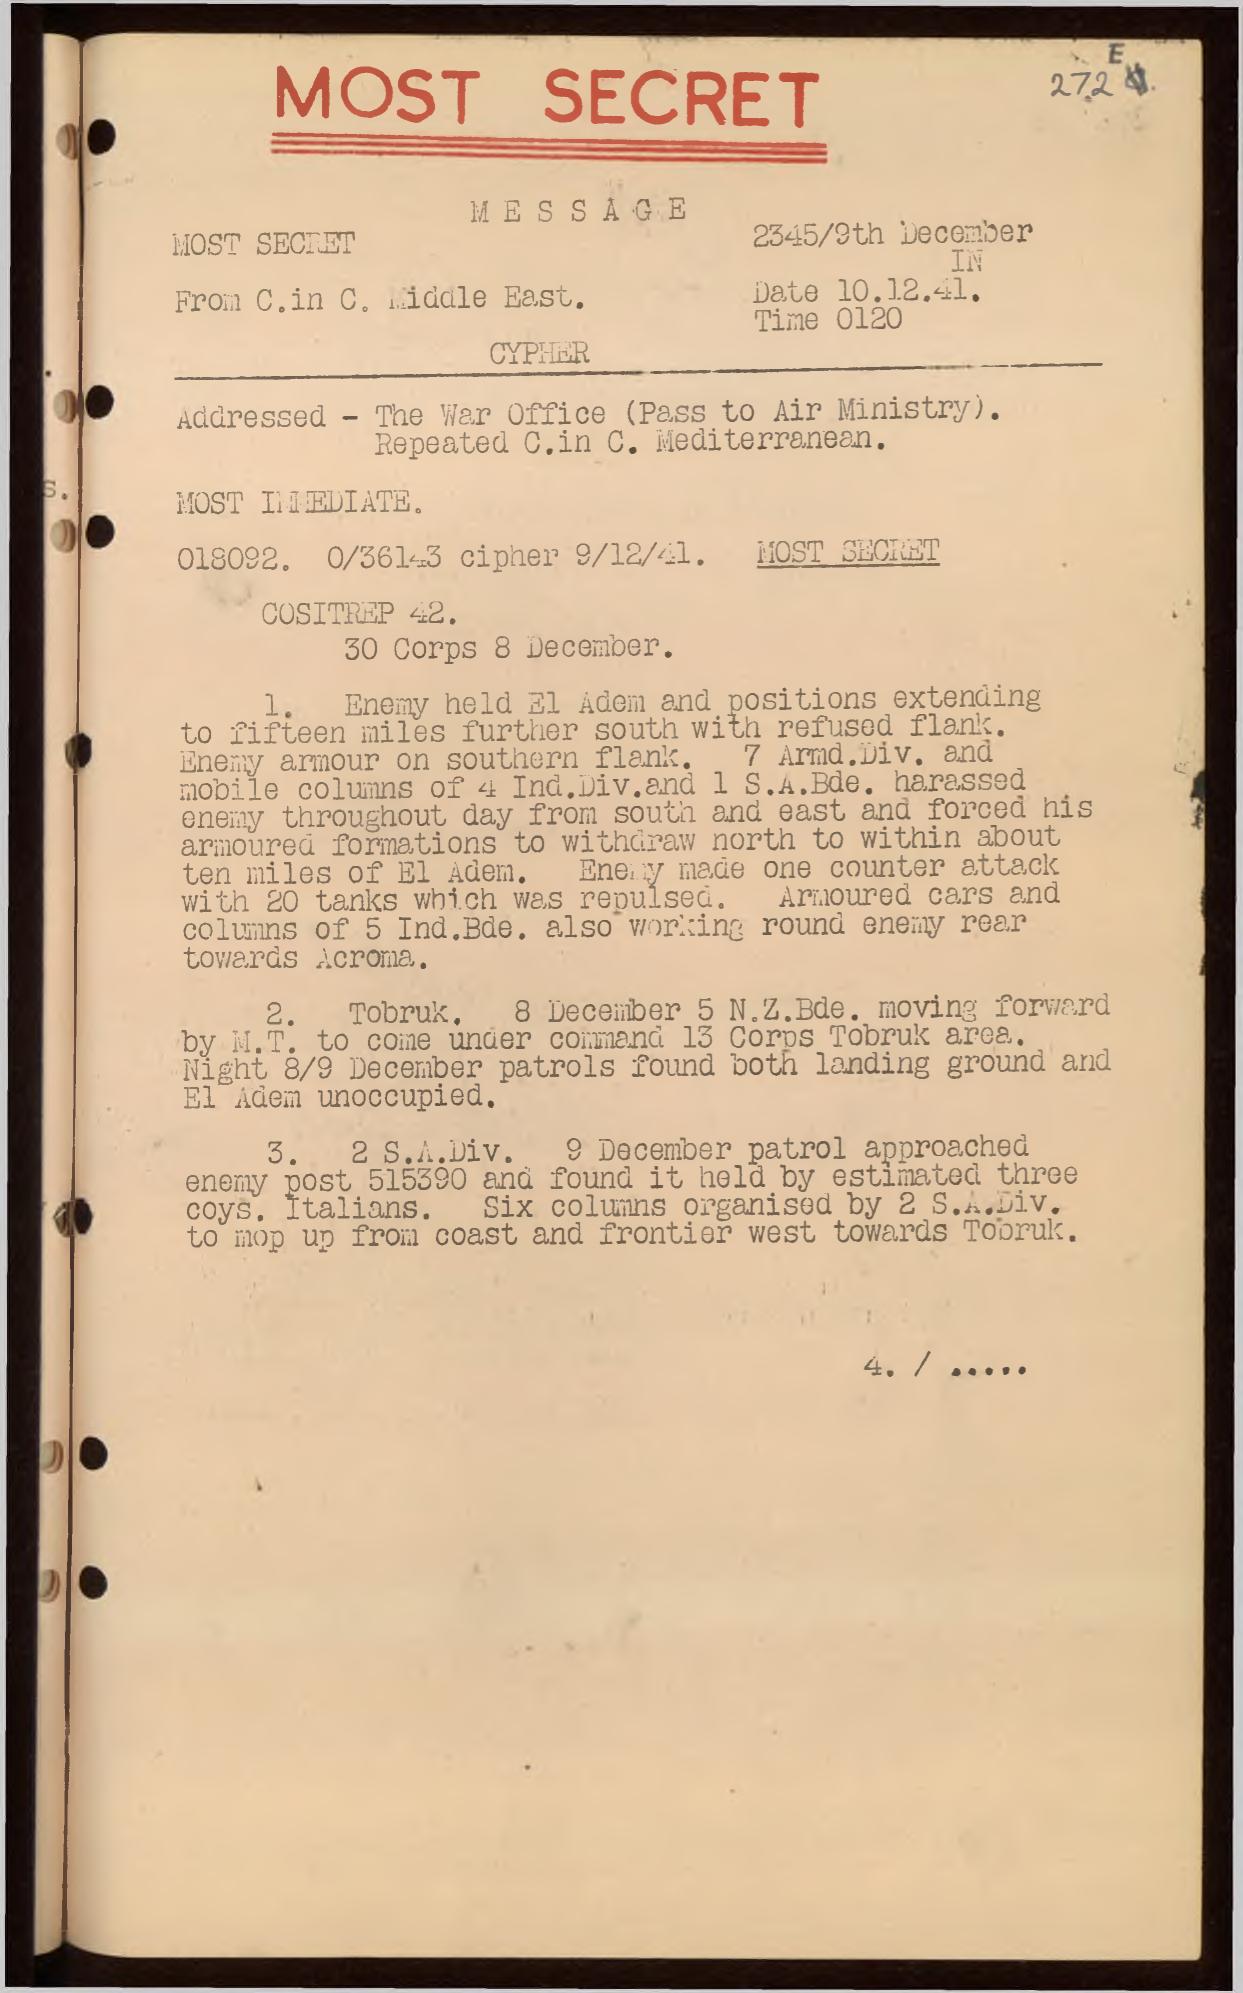 E
272
MOST SECRET
MESSAGE
MOST SECRET
2345/9th December
IN
From C.in C. Middle East.
Date 10.12.41.
Time 0120
CYPHER
Addressed - The War Office (Pass to Air Ministry).
Repeated C.in C. Mediterranean.
s.
MOST IMMEDIATE.
018092. 0/36143 cipher 9/12/41. MOST SECRET
COSITREP 42.
30 Corps 8 December.
1. Enemy held El Adem and positions extending
to fifteen miles further south with refused flank.
Enemy armour on southern flank. 7 Armd.Div. and
mobile columns of 4 Ind.Div.and 1 S.A.Bde. harassed
enemy throughout day from south and east and forced his
armoured formations to withdraw north to within about
ten miles of El Adem. Enemy made one counter attack
with 20 tanks which was repulsed. Armoured cars and
columns of 5 Ind.Bde. also working round enemy rear
towards Acroma.
2. Tobruk. 8 December 5 N.Z.Bde. moving forward
by M.T. to come under command 13 Corps Tobruk area.
Night 8/9 December patrols found both landing ground and
El Adem unoccupied.
3. 2 S.A.Div. 9 December patrol approached
enemy post 515390 and found it held by estimated three
coys. Italians. Six columns organised by 2 S.A.Div.
to mop up from coast and frontier west towards Tobruk.
4. / .....